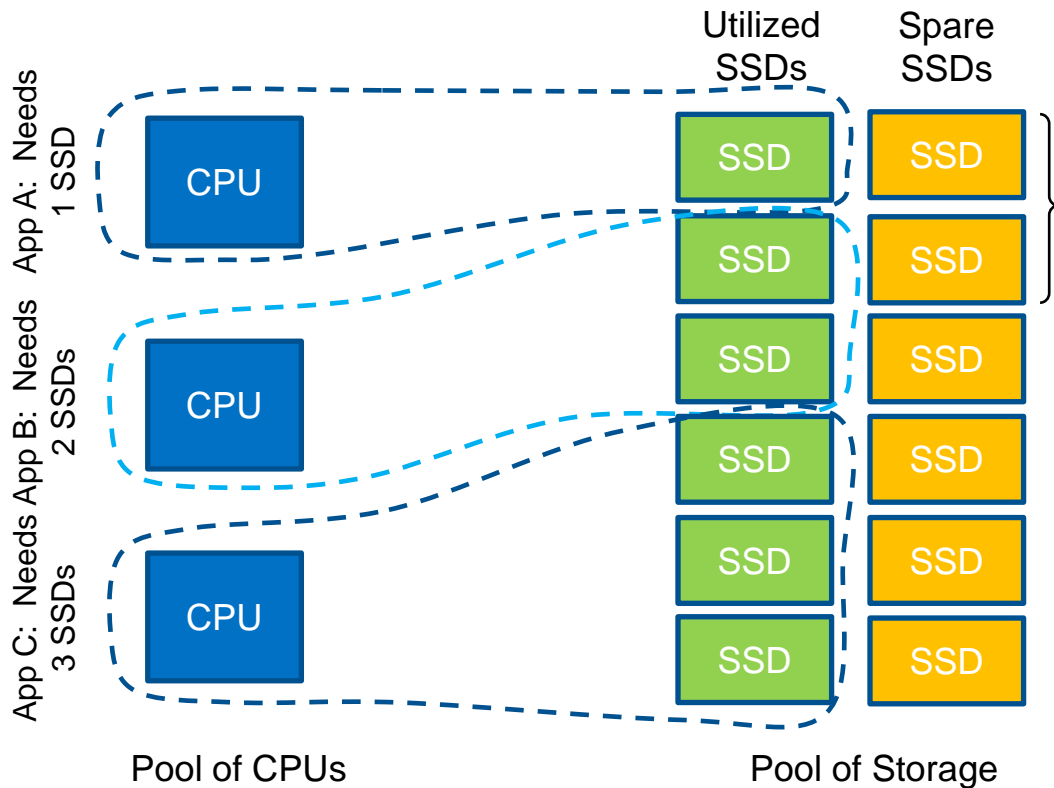 Utilized
SSDs
Spare
SSDs
App A:  Needs
1 SSD
CPU
SSD
SSD
SSD
SSD
App B:  Needs
2 SSDs
CPU
SSD
SSD
SSD
SSD
App C:  Needs
3 SSDs
CPU
SSD
SSD
SSD
SSD
Pool of CPUs
Pool of Storage